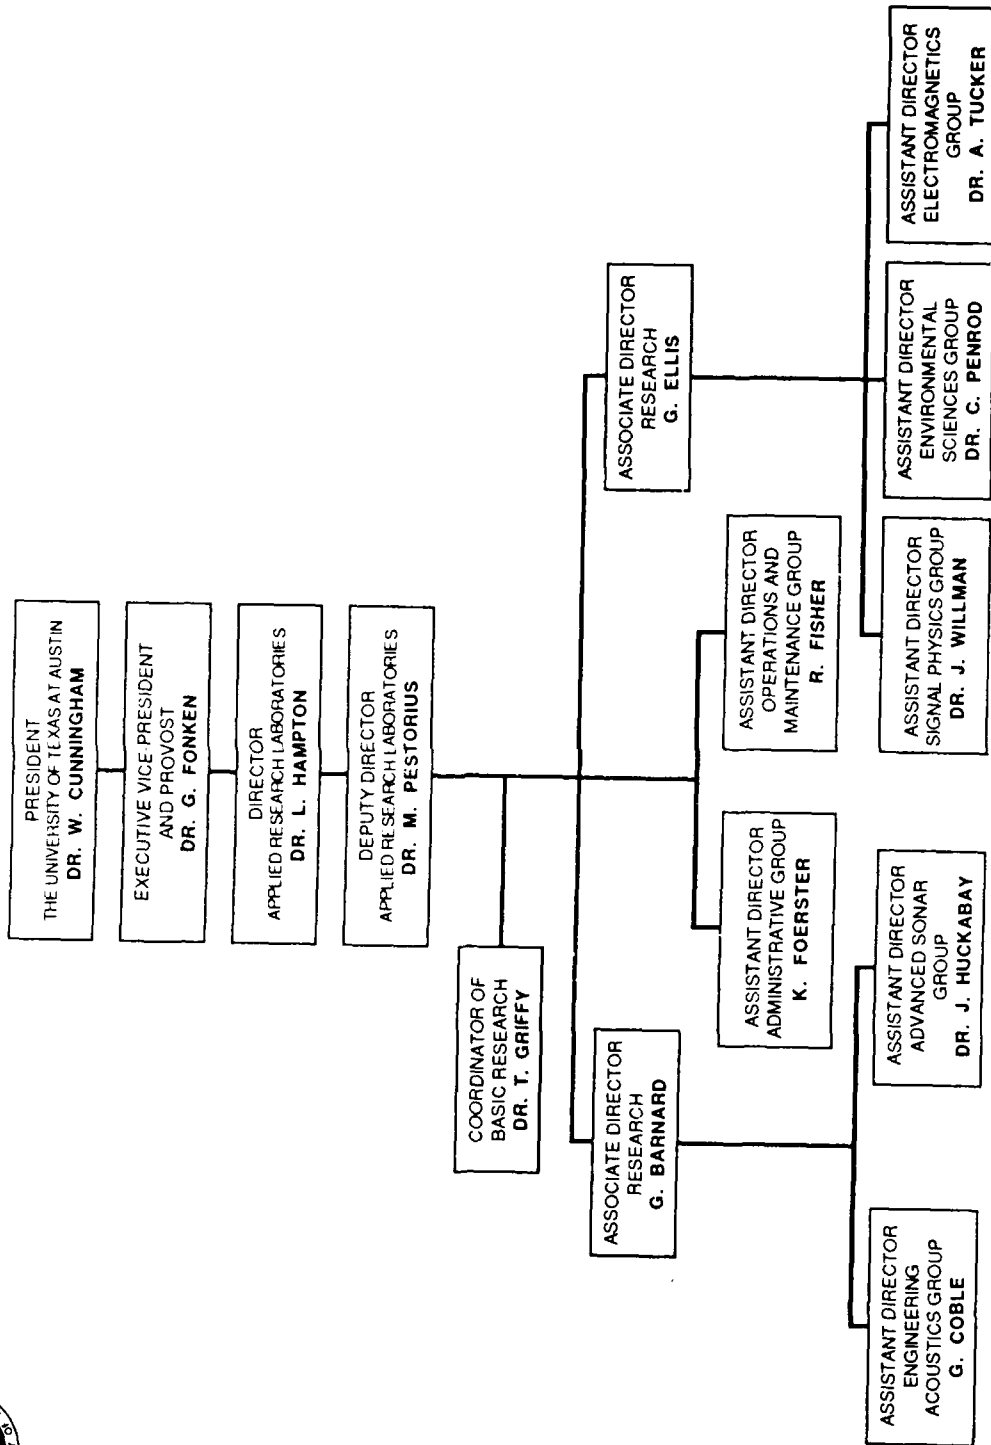 PRESIDENT
THE UNIVERSITY OF TEXAS AT AUSTIN
DR. W. CUNNINGHAM
EXECUTIVE VICE-PRESIDENT
AND PROVOST
DR. G. FONKEN
DIRECTOR
APPLIED RESEARCH LABORATORIES
DR. L. HAMPTON
DEPUTY DIRECTOR
APPLIED RESEARCH LABORATORIES
DR. M. PESTORIUS
COORDINATOR OF
BASIC RESEARCH
DR. T. GRIFFY
ASSOCIATE DIRECTOR
RESEARCH
G. BARNARD
ASSOCIATE DIRECTOR
RESEARCH
G. ELLIS
ASSISTANT DIRECTOR
ADMINISTRATIVE GROUP
K. FOERSTER
ASSISTANT DIRECTOR
OPERATIONS AND
MAINTENANCE GROUP
R. FISHER
ASSISTANT DIRECTOR
ENGINEERING
ACOUSTICS GROUP
G. COBLE
ASSISTANT DIRECTOR
ADVANCED SONAR
GROUP
DR. J. HUCKABAY
ASSISTANT DIRECTOR
SIGNAL PHYSICS GROUP
DR. J. WILLMAN
ASSISTANT DIRECTOR
ENVIRONMENTAL
SCIENCES GROUP
DR. C. PENROD
ASSISTANT DIRECTOR
ELECTROMAGNETICS
GROUP
DR. A. TUCKER